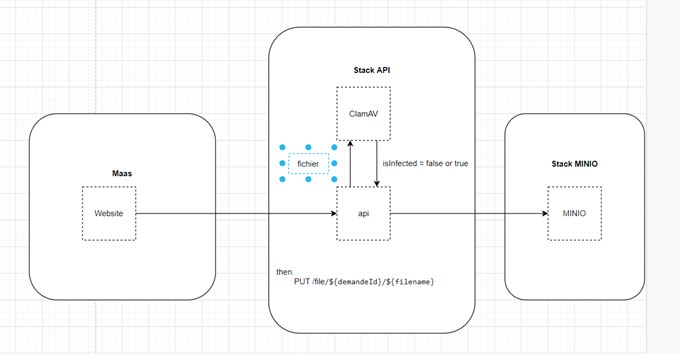 Stack API
ClamAV
fichier
isInfected = false or true
Maas
Stack MINIO
Website
api
MINIO
then.
PUT /file/${demandeId}/${filename}